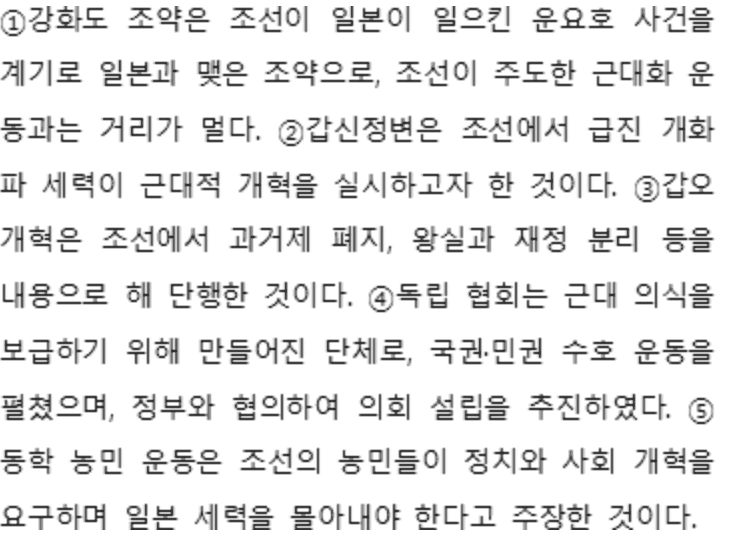 ①강화도 조약은 조선이 일본이 일으킨 운요호 사건을
계기로 일본과 맺은 조약으로, 조선이 주도한 근대화 운
동과는 거리가 멀다. ②갑신정변은 조선에서 급진 개화
파 세력이 근대적 개혁을 실시하고자 한 것이다. ③갑오
개혁은 조선에서 과거제 폐지, 왕실과 재정 분리 등을
내용으로 해 단행한 것이다. ④독립 협회는 근대 의식을
보급하기 위해 만들어진 단체로, 국권·민권 수호 운동을
펼쳤으며, 정부와 협의하여 의회 설립을 추진하였다. ⑤
동학 농민 운동은 조선의 농민들이 정치와 사회 개혁을
요구하며 일본 세력을 몰아내야 한다고 주장한 것이다.